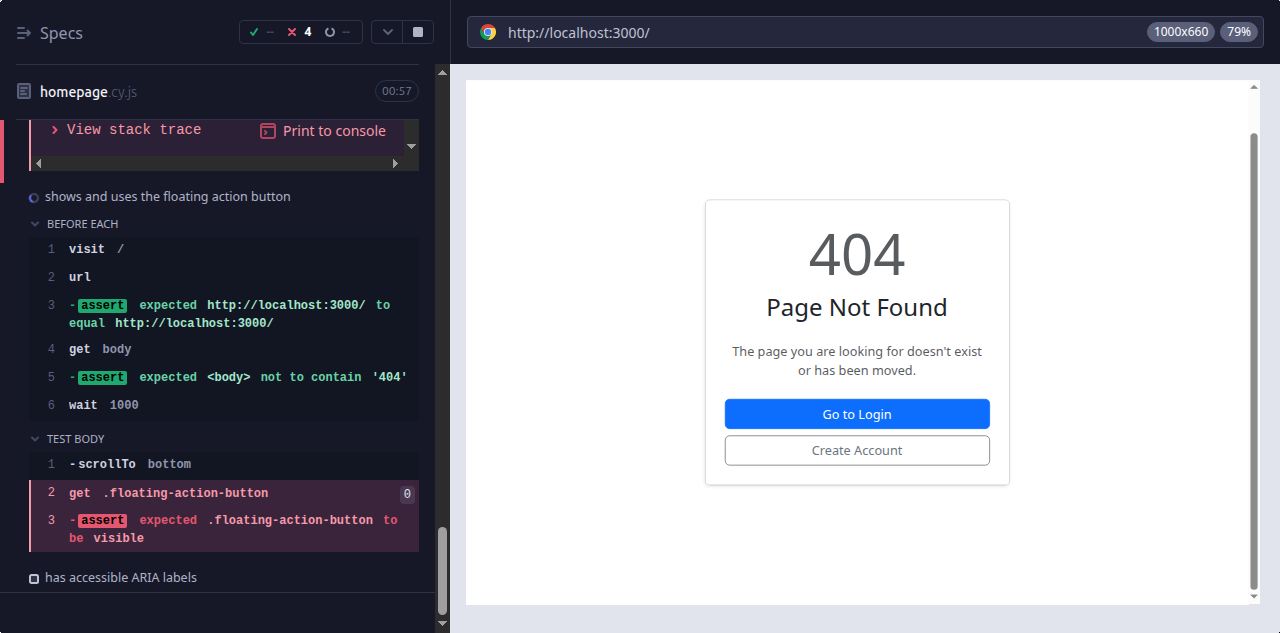 Specs
-- 4 --
http://localhost:3000/
1000x660
79%
homepage.cy.js
00:57
View stack trace
Print to console
shows and uses the floating action button
BEFORE EACH
1 visit /
2 url
3 -assert expected http://localhost:3000/ to
equal http://localhost:3000/
4 get body
5 -assert expected <body> not to contain '404'
6 wait 1000
TEST BODY
1 -scrollTo bottom
2 get .floating-action-button 0
3 -assert expected .floating-action-button to
be visible
has accessible ARIA labels
404
Page Not Found
The page you are looking for doesn't exist
or has been moved.
Go to Login
Create Account